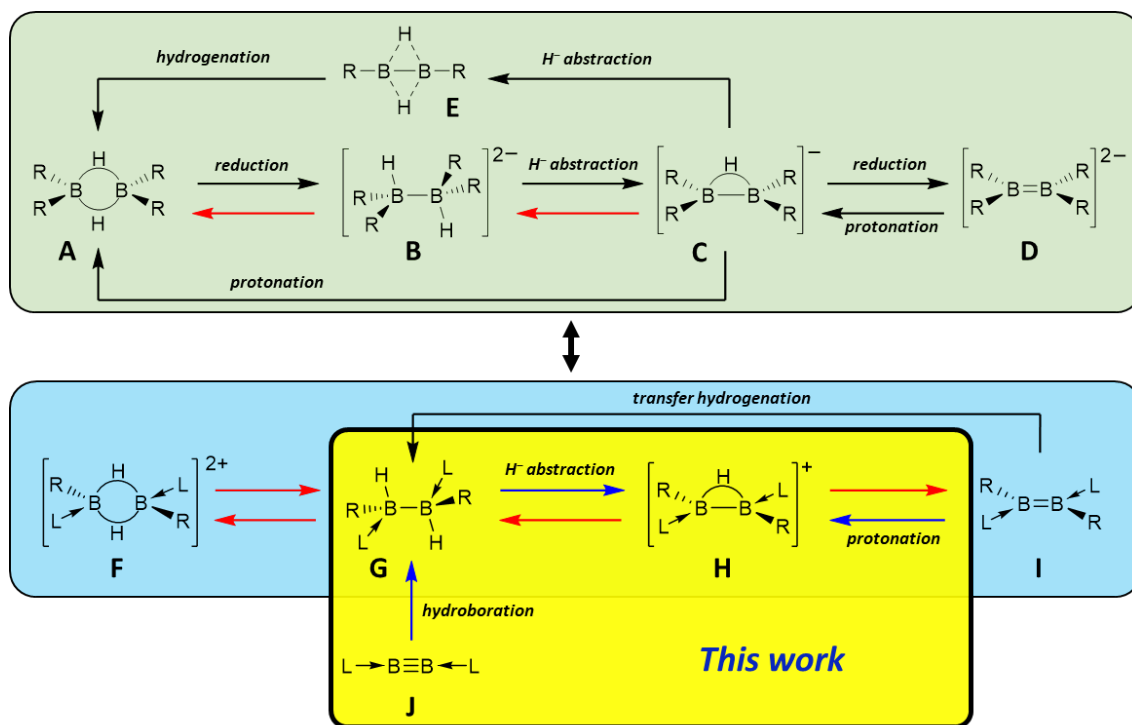 H
hydrogenation
H⁻ abstraction
R–B–B–R
H
E
R H R
B B
R H R
A
reduction
[ H R
R B–B R
R H ]2−
B
H⁻ abstraction
[ R H R
B–B
R R ]−
C
reduction
protonation
[ R R
B=B
R R ]2−
D
protonation
transfer hydrogenation
[ R H L
B B
L H R ]2+
F
H L
R B–B R
L H
G
H⁻ abstraction
[ R H L
B–B
L R ]+
H
protonation
R L
B=B
L R
I
hydroboration
L→B≡B←L
J
This work